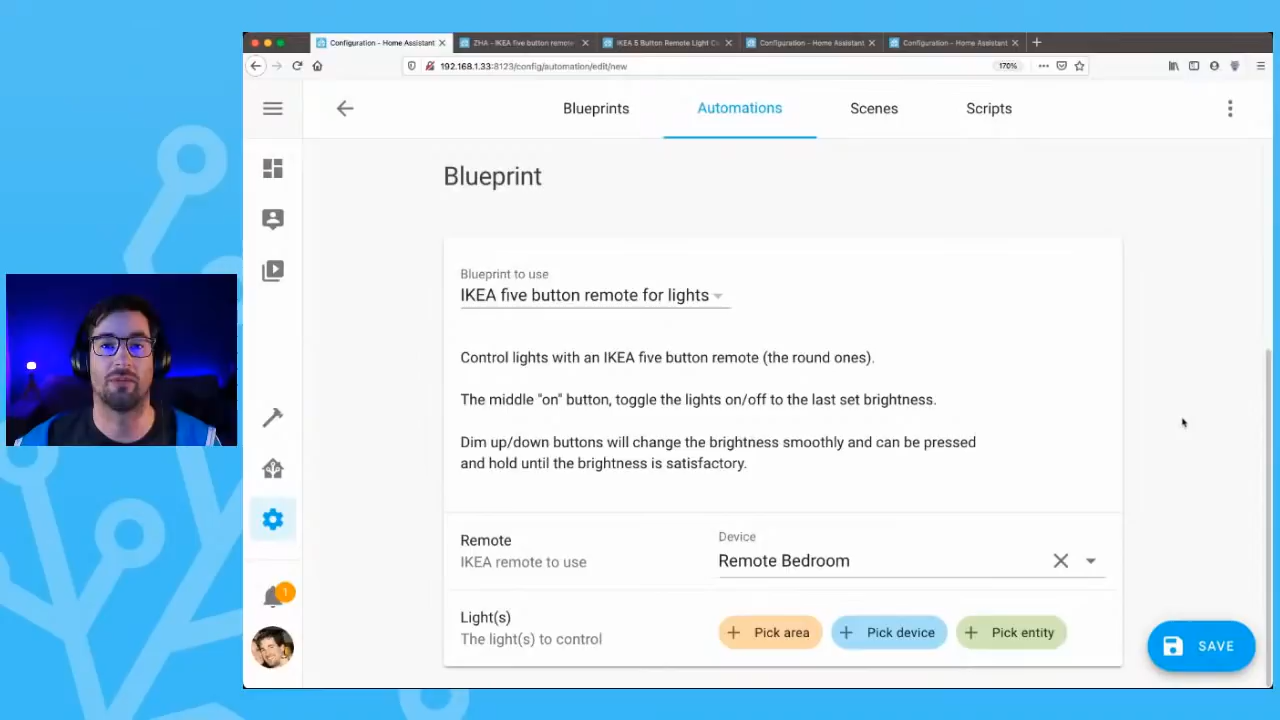 Configuration - Home Assistant
ZHA - IKEA five button remote
IKEA 5 Button Remote Light C
Configuration - Home Assistant
Configuration - Home Assistant
192.168.1.33:8123/config/automation/edit/new
170%
Blueprints
Automations
Scenes
Scripts
Blueprint
Blueprint to use
IKEA five button remote for lights
Control lights with an IKEA five button remote (the round ones).
The middle "on" button, toggle the lights on/off to the last set brightness.
Dim up/down buttons will change the brightness smoothly and can be pressed
and hold until the brightness is satisfactory.
Remote
IKEA remote to use
Device
Remote Bedroom
Light(s)
The light(s) to control
Pick area
Pick device
Pick entity
SAVE
1